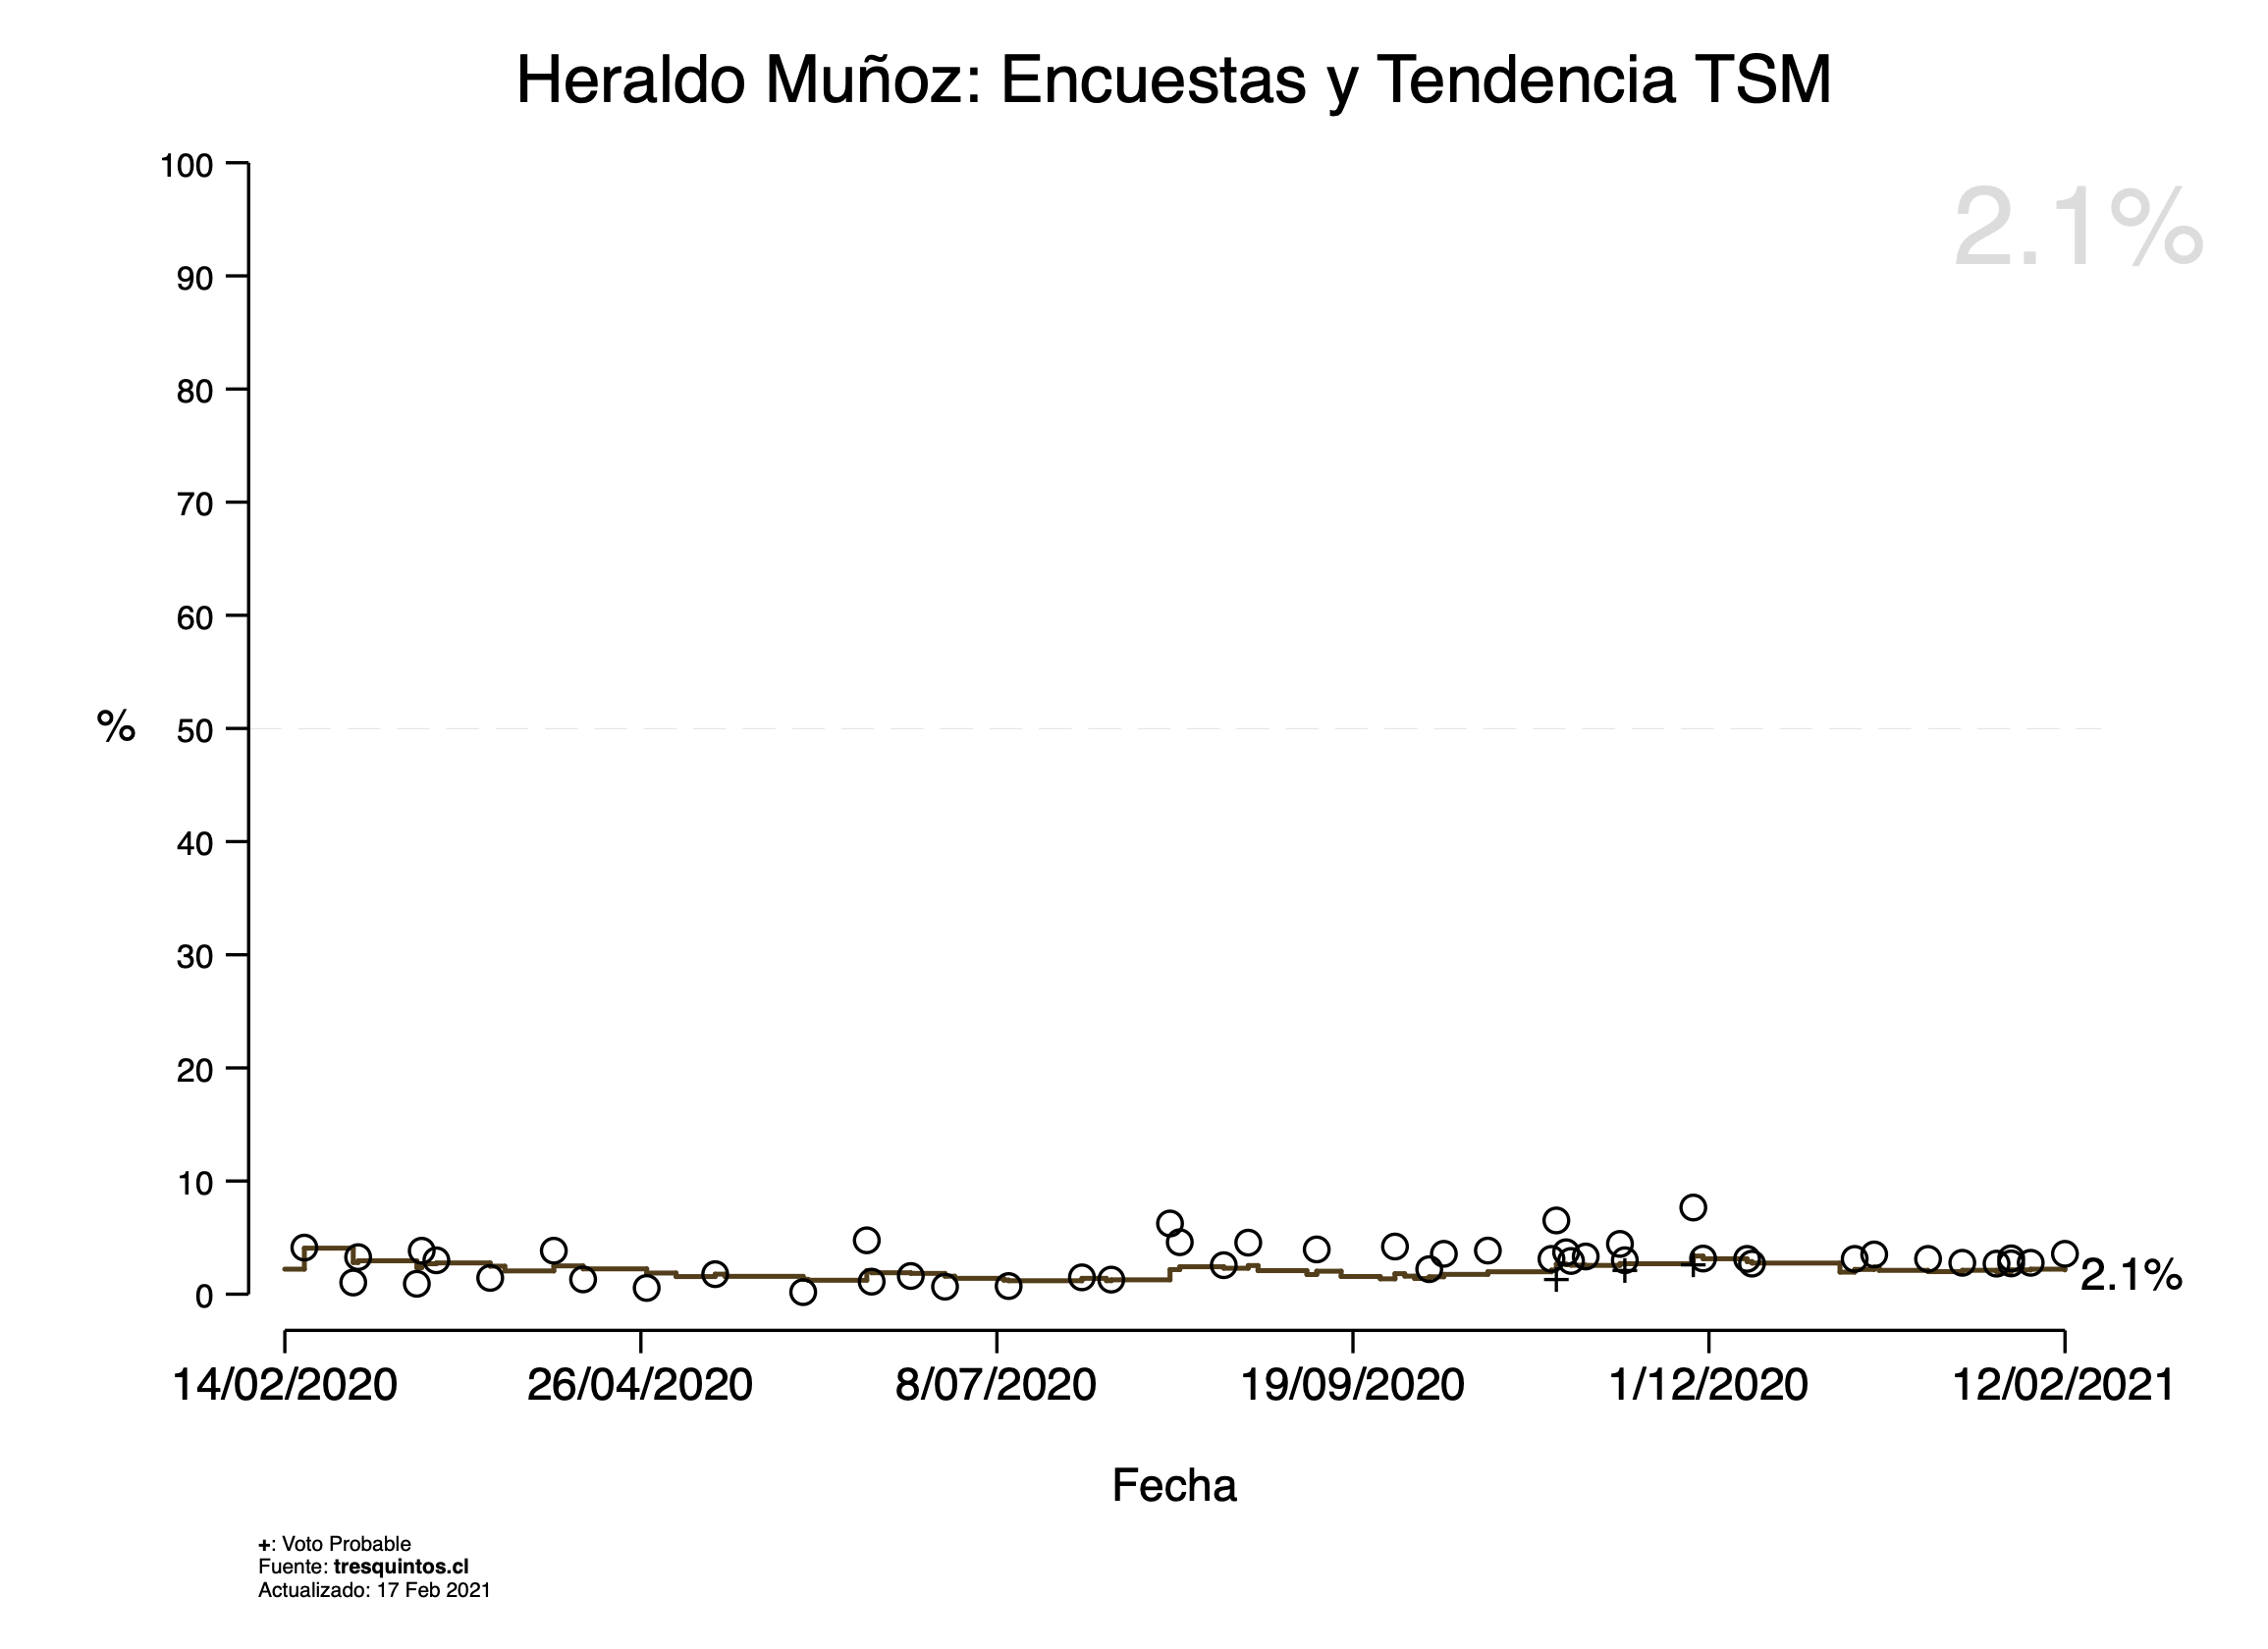 Heraldo Muñoz: Encuestas y Tendencia TSM
2.1%
100
90
80
70
60
50
40
30
20
10
0
%
2.1%
14/02/2020 26/04/2020 8/07/2020 19/09/2020 1/12/2020 12/02/2021
Fecha
+: Voto Probable
Fuente: tresquintos.cl
Actualizado: 17 Feb 2021